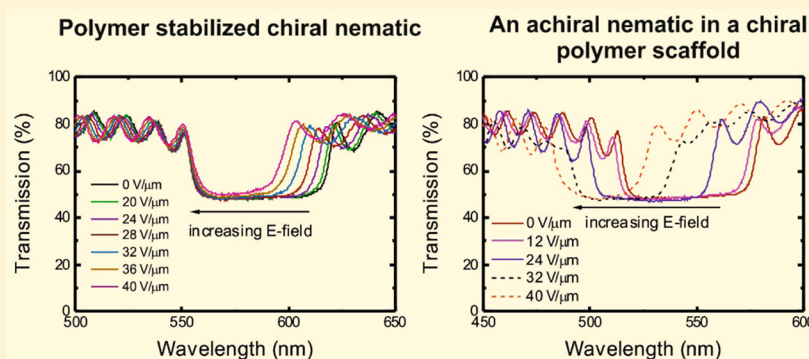 Polymer stabilized chiral nematic
An achiral nematic in a chiral
polymer scaffold
100
80
60
40
20
0
Transmission (%)
0 V/μm
20 V/μm
24 V/μm
28 V/μm
32 V/μm
36 V/μm
40 V/μm
increasing E-field
500
550
600
650
Wavelength (nm)
100
80
60
40
20
0
Transmission (%)
0 V/μm
12 V/μm
24 V/μm
32 V/μm
40 V/μm
increasing E-field
450
500
550
600
Wavelength (nm)